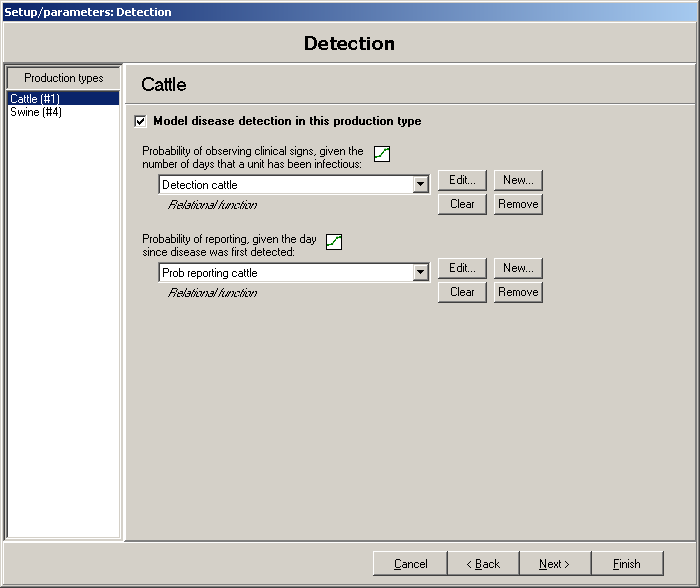 Setup/parameters: Detection
Detection
Production types
Cattle (#1)
Swine (#4)
Cattle
Model disease detection in this production type
Probability of observing clinical signs, given the
number of days that a unit has been infectious:
Detection cattle
Edit...
New...
Relational function
Clear
Remove
Probability of reporting, given the day
since disease was first detected:
Prob reporting cattle
Edit...
New...
Relational function
Clear
Remove
Cancel
< Back
Next >
Finish